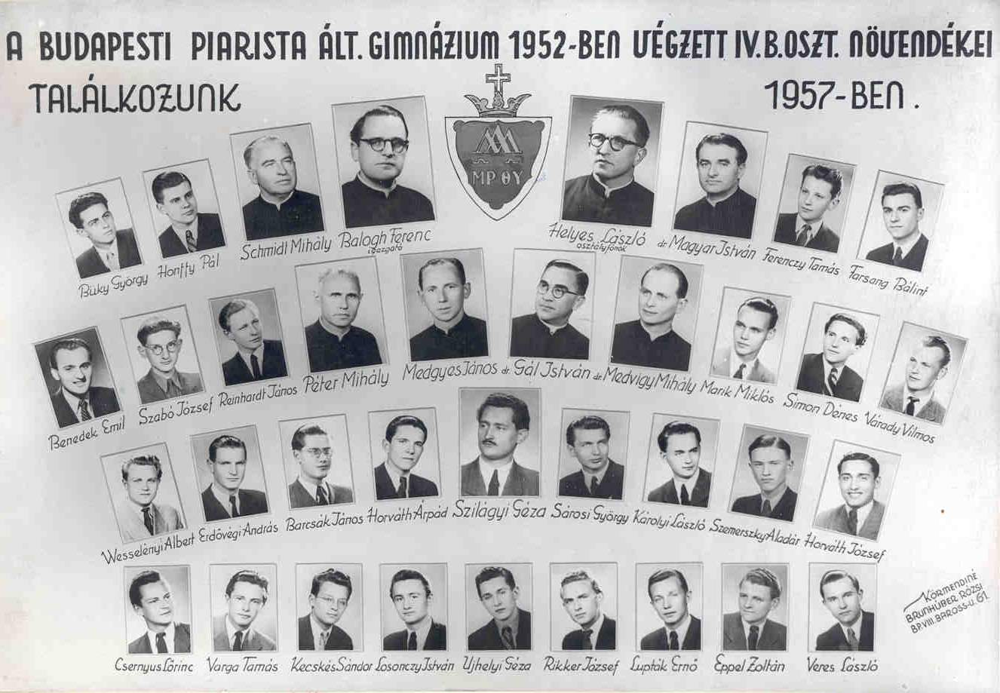 A BUDAPESTI PIARISTA ÁLT. GIMNÁZIUM 1952-BEN VÉGZETT IV.B.OSZT. NÖVENDÉKEI
TALÁLKOZUNK 1957-BEN.
MPΘY
Schmidt Mihály Balogh Ferenc Helyes László dr. Magyar István Ferenczy Tamás Farsang Bálint
igazgató osztályfőnök
Büky György Honffy Pál
Benedek Emil Szabó József Reinhardt János Péter Mihály Medgyes János dr. Gál István dr. Medvigy Mihály Marik Miklós Simon Dénes Várady Vilmos
Wesselényi Albert Erdővégi András Barcsák János Horváth Árpád Szilágyi Géza Sárosi György Károlyi László Szemerszky Aladár Horváth József
Csernyus Lőrinc Varga Tamás Kecskés Sándor Losonczy István Ujhelyi Géza Rikker József Lupták Ernő Eppel Zoltán Veres László
KÖRMENDINÉ
BRUNHUBER RÓZSI
BP. VIII. BAROSS-U. 61.